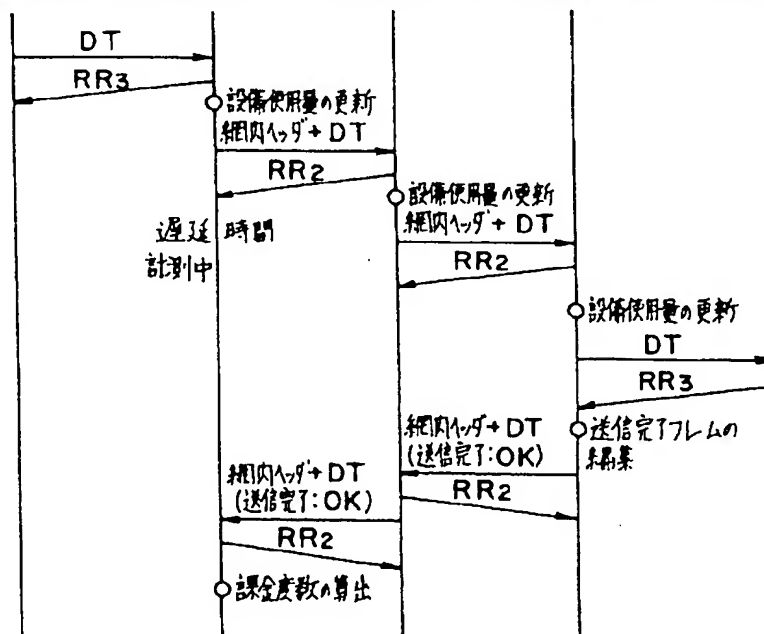 DT
RR3
設備使用量の更新
網内ヘッダ+DT
RR2
設備使用量の更新
網内ヘッダ+DT
遅延時間
計測中
RR2
設備使用量の更新
DT
RR3
網内ヘッダ+DT
(送信完了:OK)
送信完了フレムの
編集
網内ヘッダ+DT
(送信完了:OK)
RR2
RR2
課金度数の算出